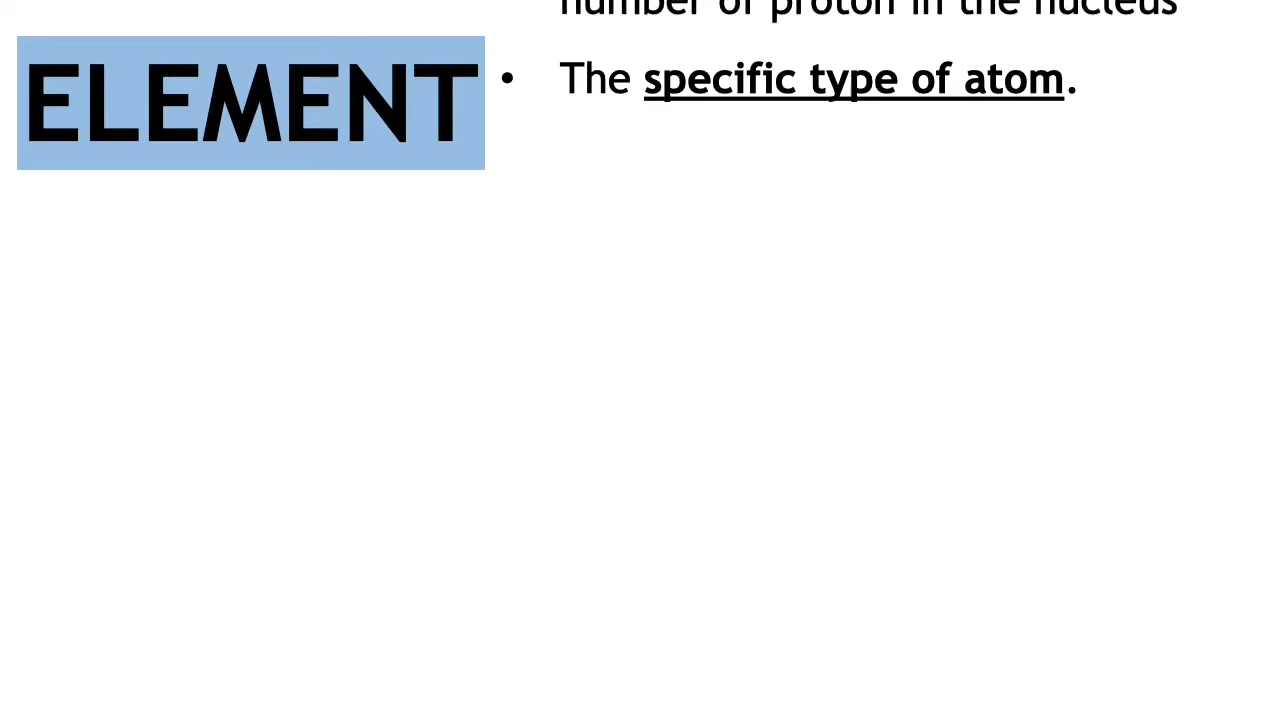 number of proton in the nucleus
ELEMENT
• The specific type of atom.